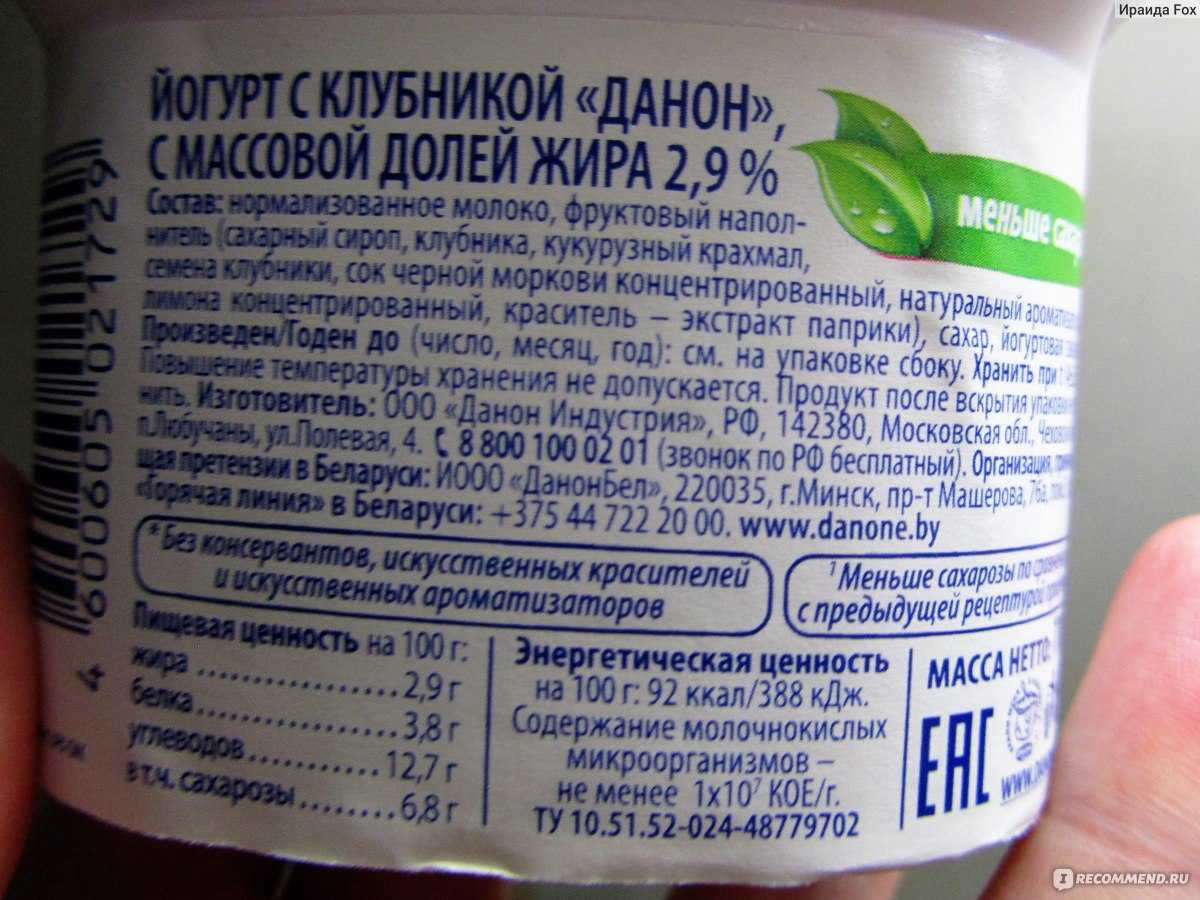 Ираида Fox
ЙОГУРТ С КЛУБНИКОЙ «ДАНОН»,
С МАССОВОЙ ДОЛЕЙ ЖИРА 2,9 %
меньше
Состав: нормализованное молоко, фруктовый напол-
нитель (сахарный сироп, клубника, кукурузный крахмал,
семена клубники, сок черной моркови концентрированный, натуральный
лимона концентрированный, краситель – экстракт паприки), сахар, йогуртовая
Произведен/Годен до (число, месяц, год): см. на упаковке сбоку. Хранить при t
Повышение температуры хранения не допускается. Продукт после вскрытия
нить. Изготовитель: ООО «Данон Индустрия», РФ, 142380, Московская обл.,
п.Любучаны, ул.Полевая, 4. 8 800 100 02 01 (звонок по РФ бесплатный). Организация,
щая претензии в Беларуси: ИООО «ДанонБел», 220035, г.Минск, пр-т Машерова, 76а,
«Горячая линия» в Беларуси: +375 44 722 20 00. www.danone.by
* Без консервантов, искусственных красителей
и искусственных ароматизаторов
¹ Меньше сахарозы по
с предыдущей рецептурой
Пищевая ценность на 100 г:
жира ..................2,9 г
белка..................3,8 г
углеводов............12,7 г
в т.ч. сахарозы.......6,8 г
Энергетическая ценность
на 100 г: 92 ккал/388 кДж.
Содержание молочнокислых
микроорганизмов –
не менее 1х10⁷ КОЕ/г.
ТУ 10.51.52-024-48779702
МАССА НЕТТО:
EAC
www.
4 600605 021729
IRECOMMEND.RU